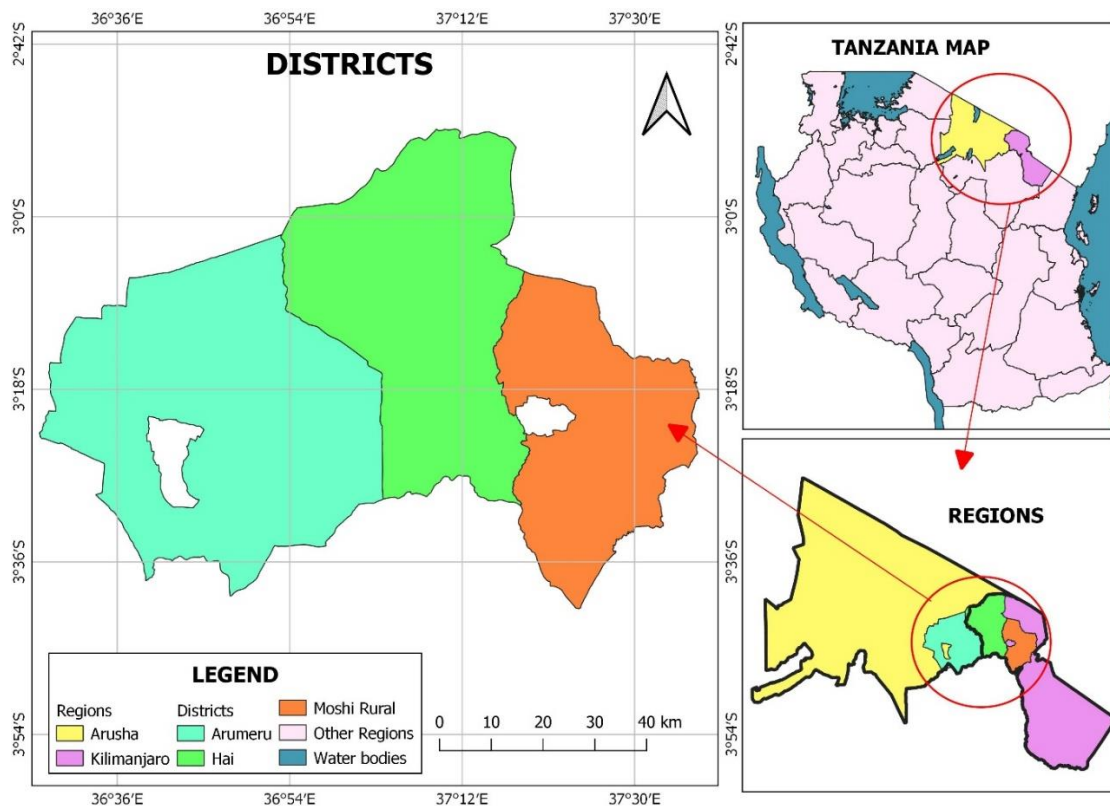 36°36'E 36°54'E 37°12'E 37°30'E
DISTRICTS
2°42'S
3°0'S
3°18'S
3°36'S
3°54'S
2°42'S
3°0'S
3°18'S
3°36'S
3°54'S
LEGEND
Regions
Arusha
Kilimanjaro
Districts
Arumeru
Hai
Moshi Rural
Other Regions
Water bodies
0 10 20 30 40 km
36°36'E 36°54'E 37°12'E 37°30'E
TANZANIA MAP
REGIONS